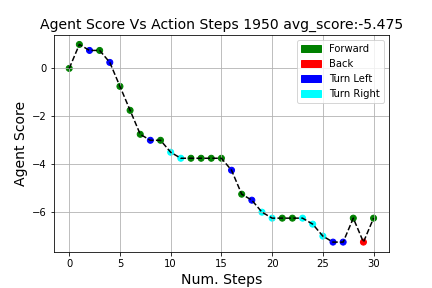 Agent Score Vs Action Steps 1950 avg_score:-5.475
Forward
Back
Turn Left
Turn Right
Agent Score
0
−2
−4
−6
0 5 10 15 20 25 30
Num. Steps